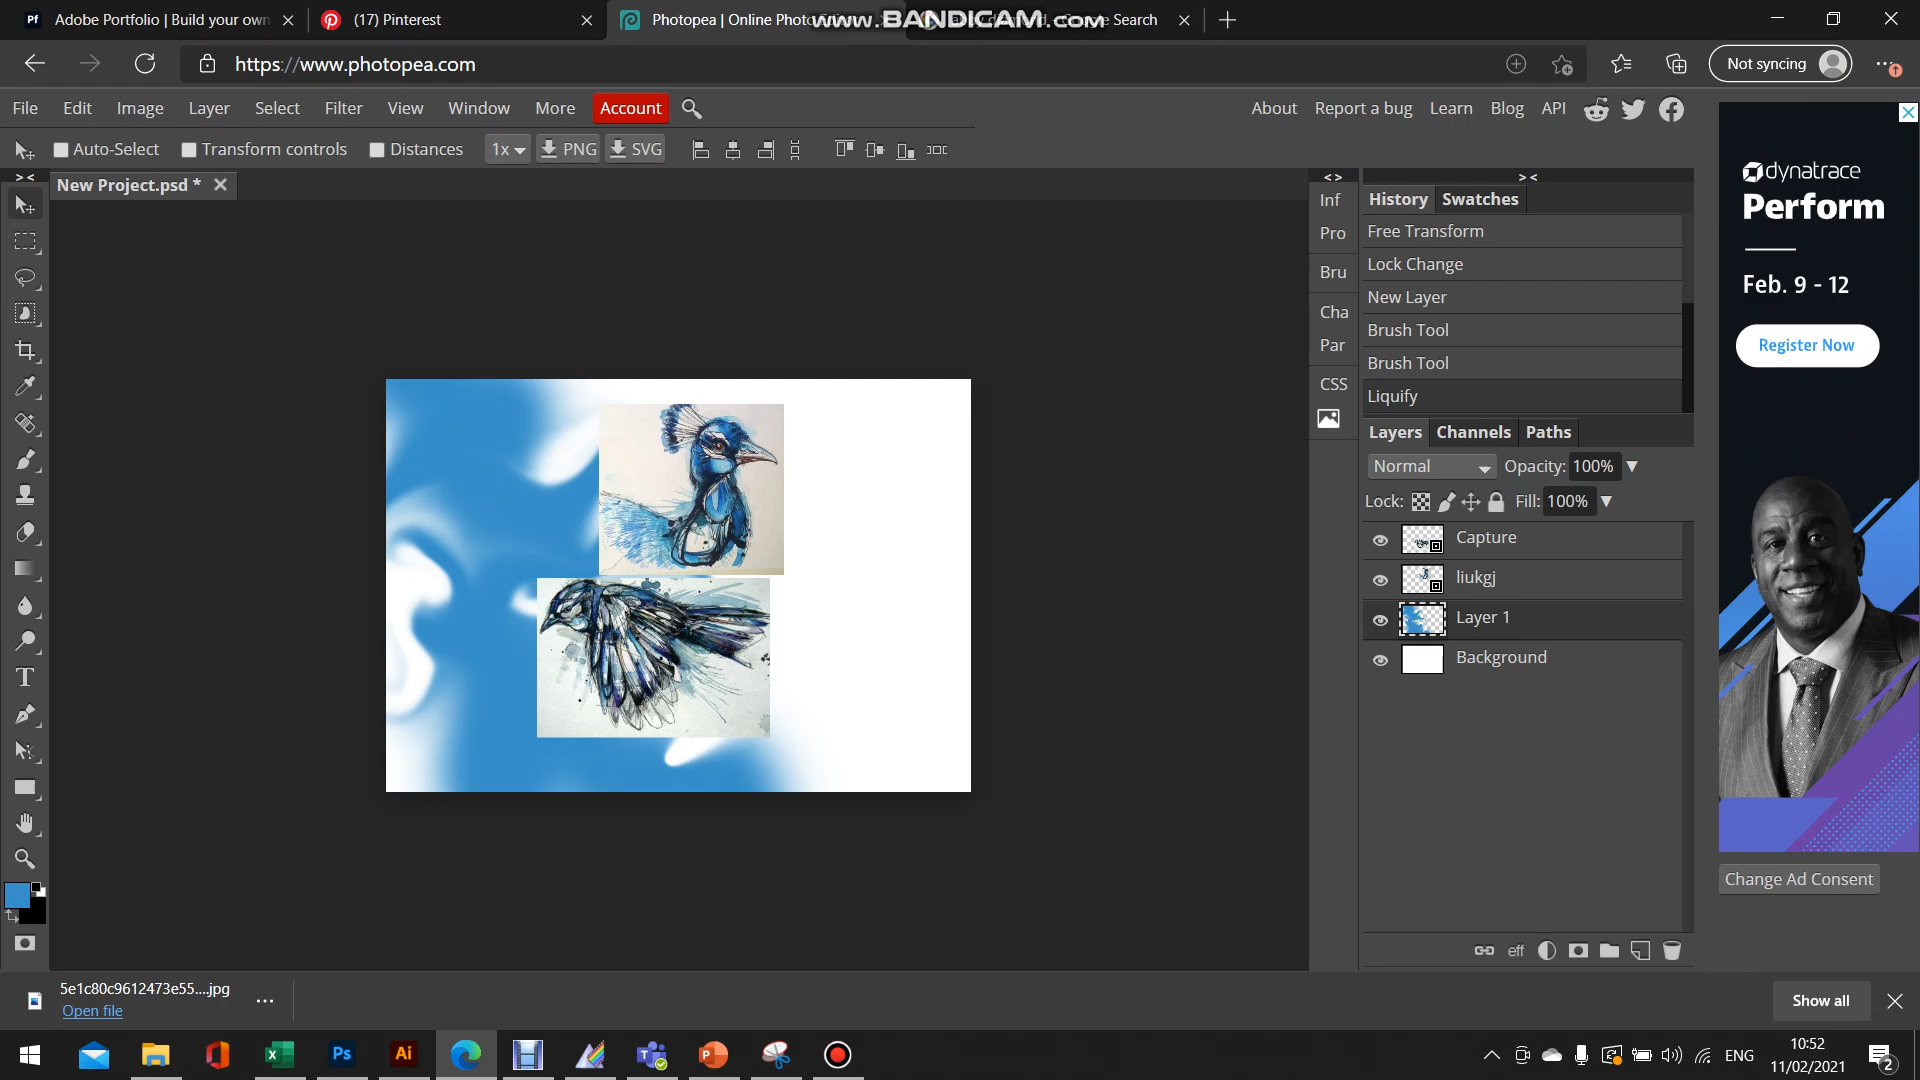 Adobe Portfolio | Build your own
(17) Pinterest
Photopea | Online Photo
Google Search
www.BANDICAM.com
https://www.photopea.com
Not syncing
File Edit Image Layer Select Filter View Window More Account
About Report a bug Learn Blog API
Auto-Select Transform controls Distances 1x PNG SVG
New Project.psd *
> <
< >
> <
Inf
Pro
Bru
Cha
Par
CSS
History Swatches
Free Transform
Lock Change
New Layer
Brush Tool
Brush Tool
Liquify
Layers Channels Paths
Normal Opacity: 100%
Lock: Fill: 100%
Capture
liukgj
Layer 1
Background
eff
dynatrace
Perform
Feb. 9 - 12
Register Now
Change Ad Consent
5e1c80c9612473e55....jpg
Open file
Show all
Ps
Ai
ENG
10:52
11/02/2021
2